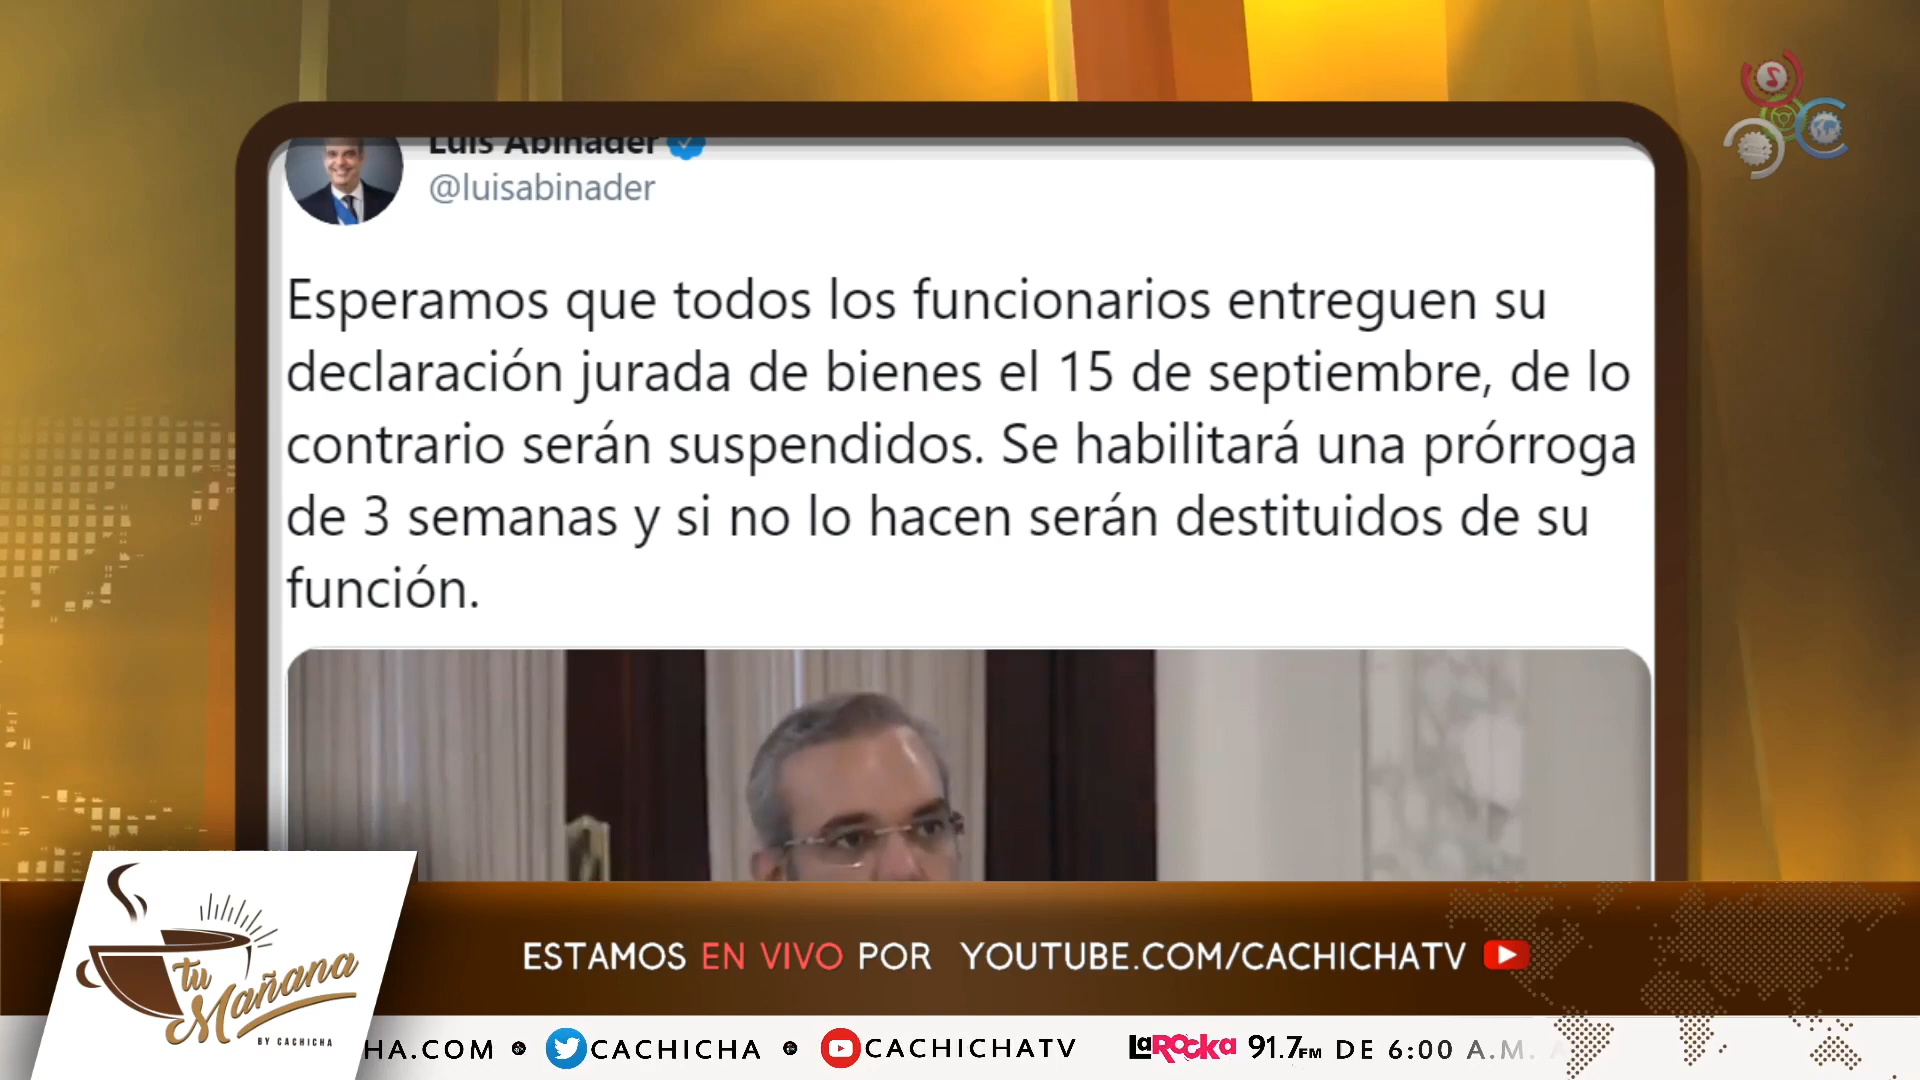 Luis Abinader
@luisabinader
Esperamos que todos los funcionarios entreguen su
declaración jurada de bienes el 15 de septiembre, de lo
contrario serán suspendidos. Se habilitará una prórroga
de 3 semanas y si no lo hacen serán destituidos de su
función.
ESTAMOS EN VIVO POR YOUTUBE.COM/CACHICHATV
tu
Mañana
BY CACHICHA
HA.COM • CACHICHA • CACHICHATV LaRocka 91.7FM DE 6:00 A.M. A